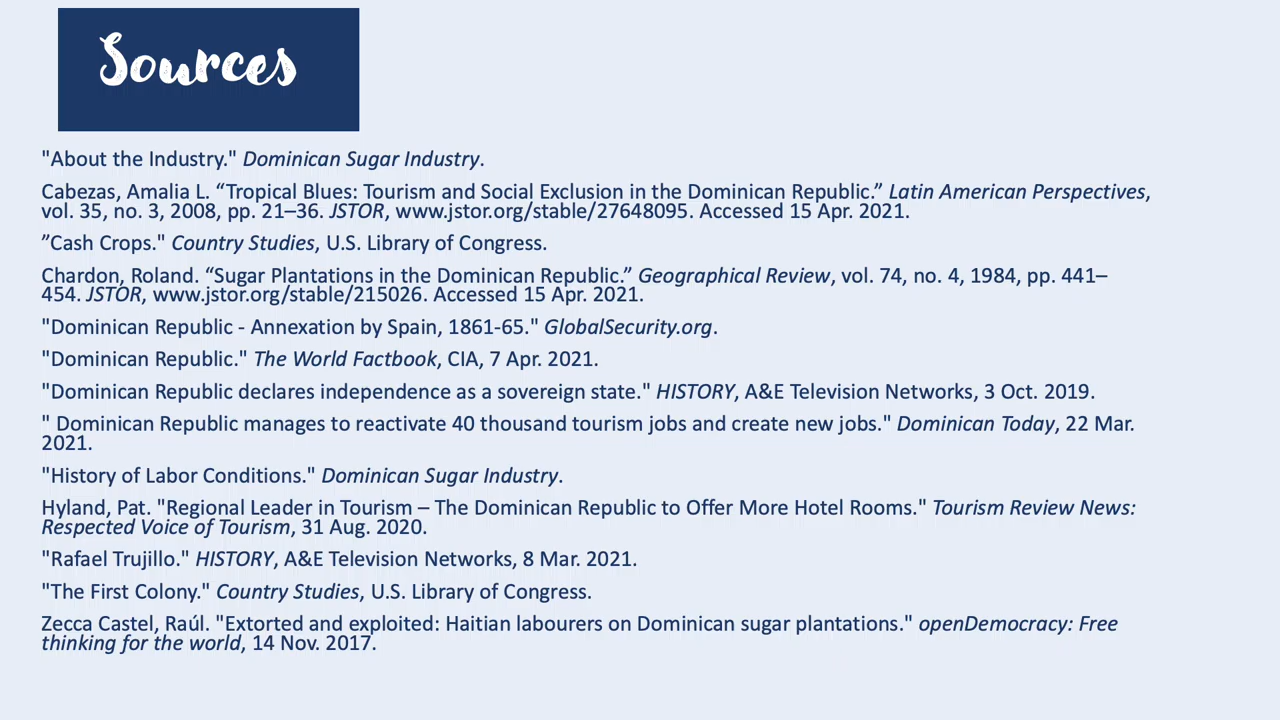 Sources
"About the Industry." Dominican Sugar Industry.
Cabezas, Amalia L. “Tropical Blues: Tourism and Social Exclusion in the Dominican Republic.” Latin American Perspectives,
vol. 35, no. 3, 2008, pp. 21–36. JSTOR, www.jstor.org/stable/27648095. Accessed 15 Apr. 2021.
”Cash Crops." Country Studies, U.S. Library of Congress.
Chardon, Roland. “Sugar Plantations in the Dominican Republic.” Geographical Review, vol. 74, no. 4, 1984, pp. 441–
454. JSTOR, www.jstor.org/stable/215026. Accessed 15 Apr. 2021.
"Dominican Republic - Annexation by Spain, 1861-65." GlobalSecurity.org.
"Dominican Republic." The World Factbook, CIA, 7 Apr. 2021.
"Dominican Republic declares independence as a sovereign state." HISTORY, A&E Television Networks, 3 Oct. 2019.
" Dominican Republic manages to reactivate 40 thousand tourism jobs and create new jobs." Dominican Today, 22 Mar.
2021.
"History of Labor Conditions." Dominican Sugar Industry.
Hyland, Pat. "Regional Leader in Tourism – The Dominican Republic to Offer More Hotel Rooms." Tourism Review News:
Respected Voice of Tourism, 31 Aug. 2020.
"Rafael Trujillo." HISTORY, A&E Television Networks, 8 Mar. 2021.
"The First Colony." Country Studies, U.S. Library of Congress.
Zecca Castel, Raúl. "Extorted and exploited: Haitian labourers on Dominican sugar plantations." openDemocracy: Free
thinking for the world, 14 Nov. 2017.